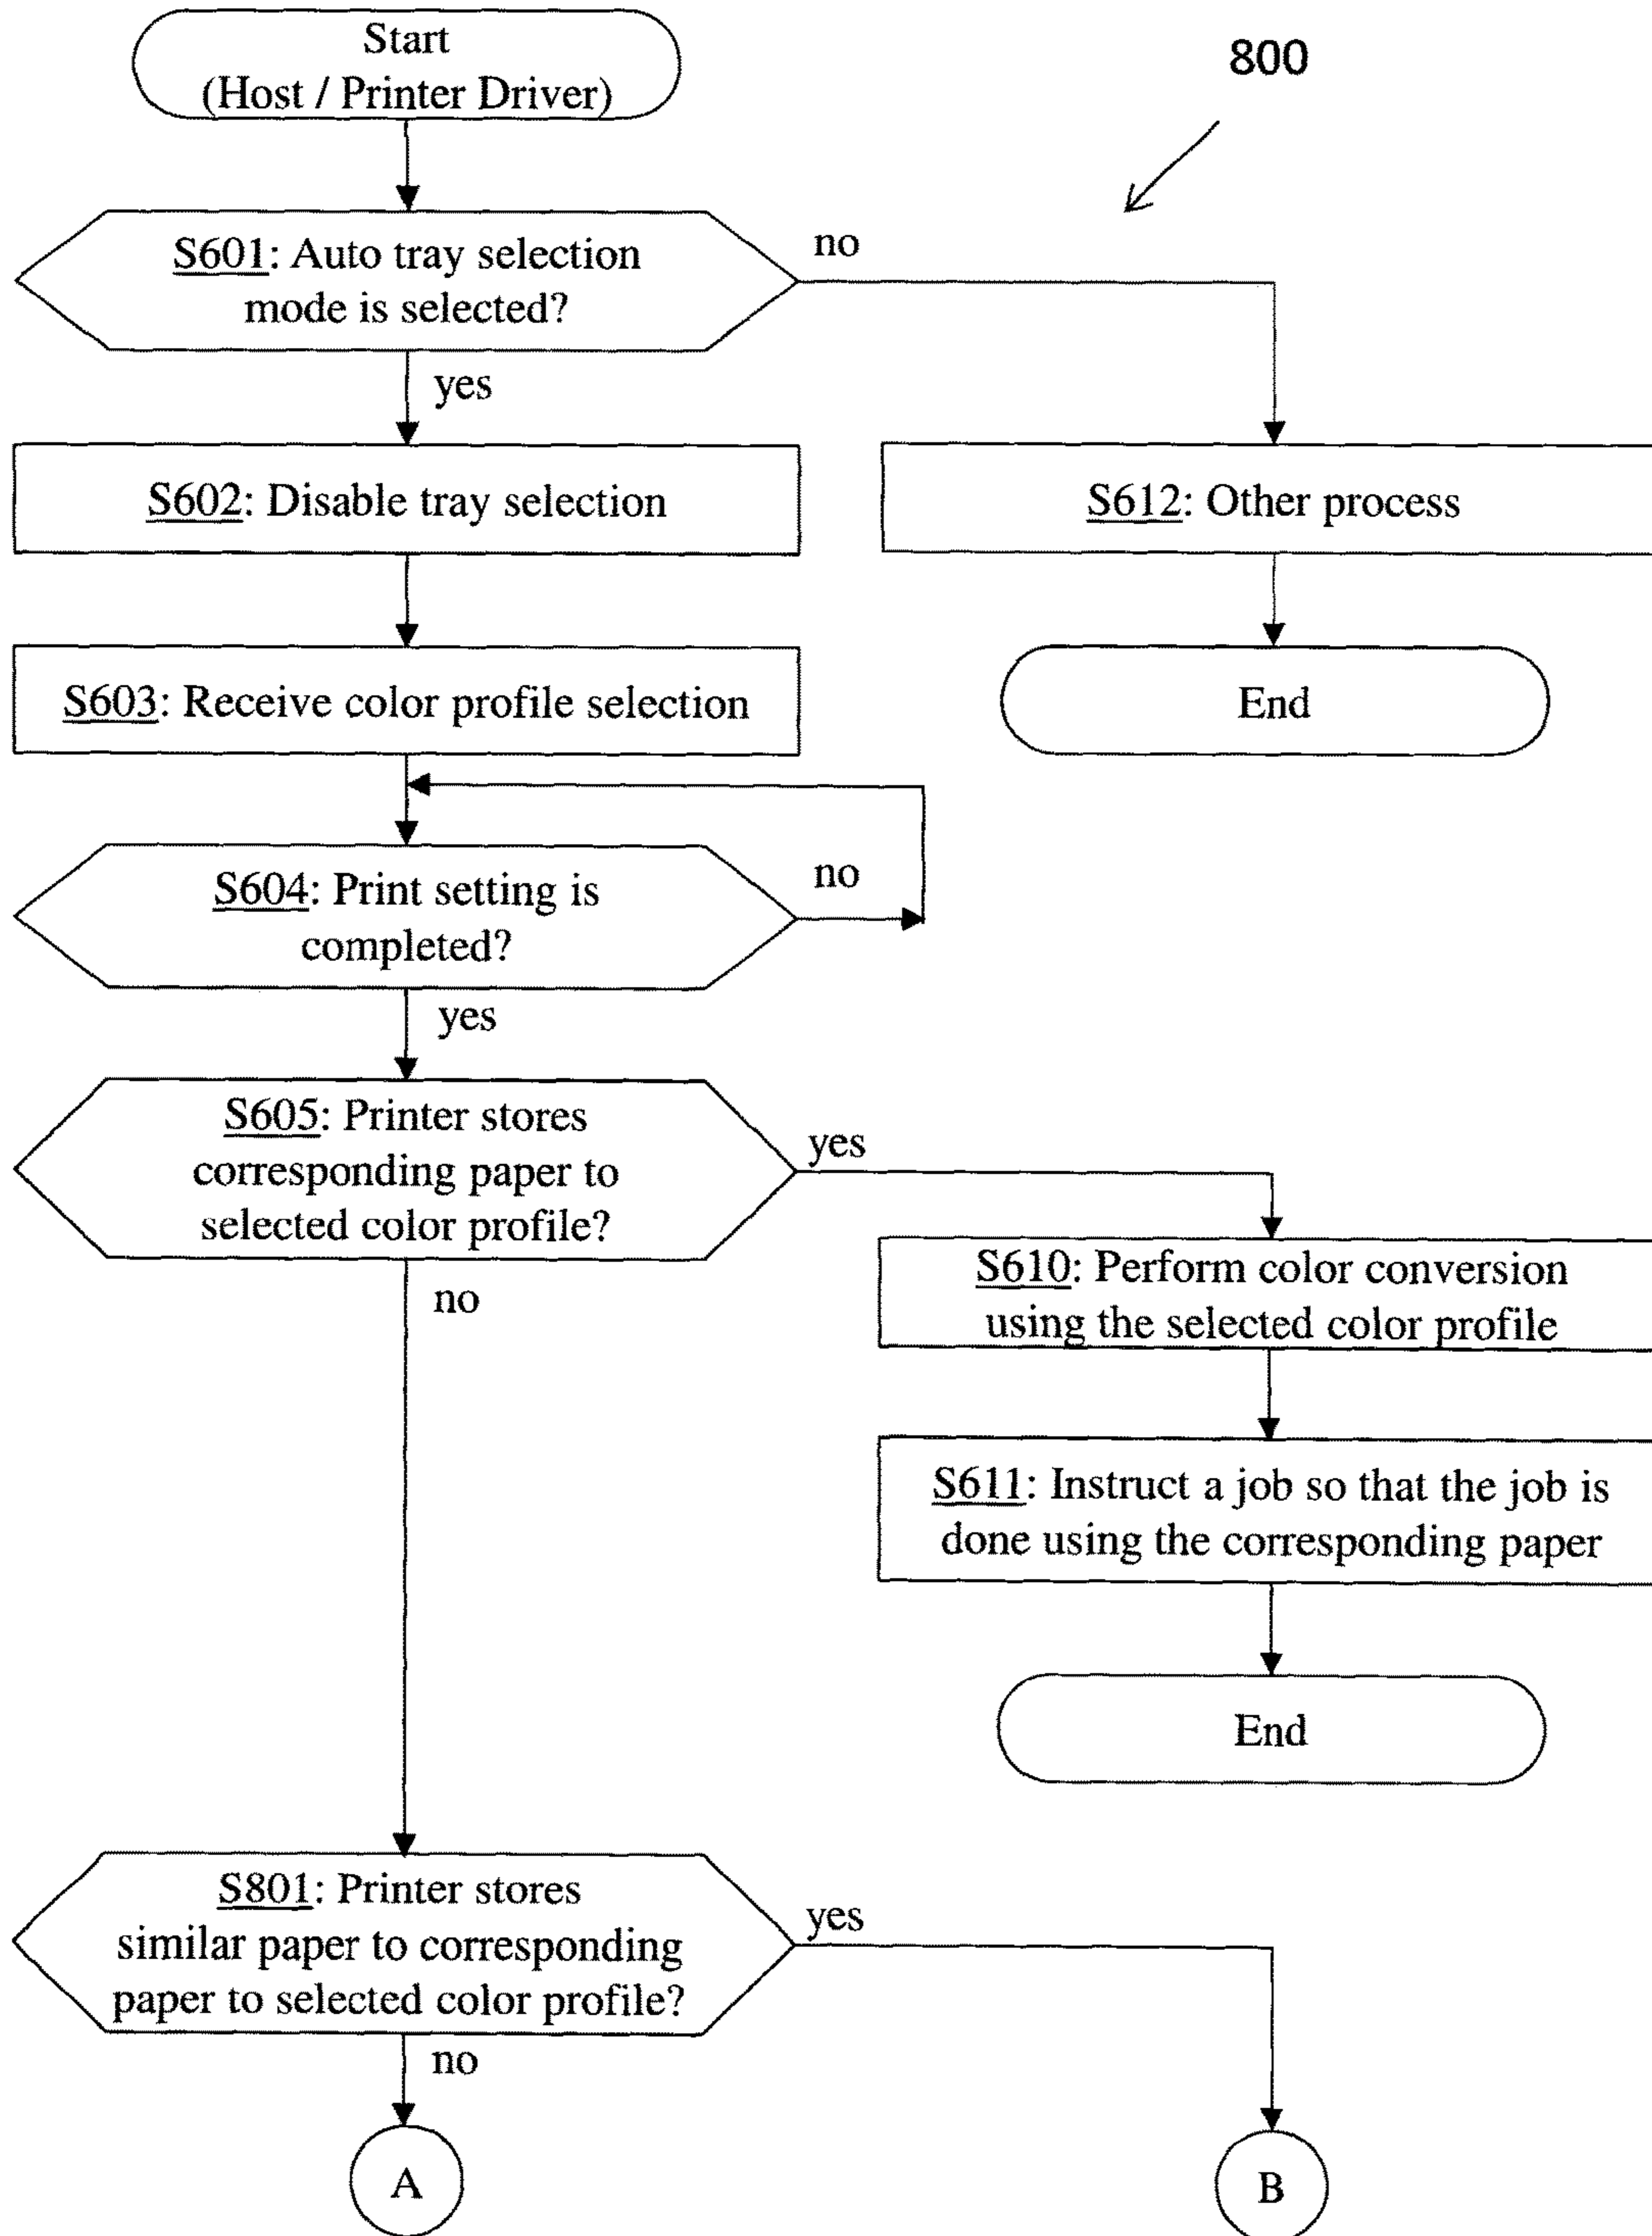 Start
(Host / Printer Driver)
800
S601: Auto tray selection
mode is selected?
no
yes
S602: Disable tray selection
S612: Other process
S603: Receive color profile selection
End
S604: Print setting is
completed?
no
yes
S605: Printer stores
corresponding paper to
selected color profile?
yes
no
S610: Perform color conversion
using the selected color profile
S611: Instruct a job so that the job is
done using the corresponding paper
End
S801: Printer stores
similar paper to corresponding
paper to selected color profile?
yes
no
A
B